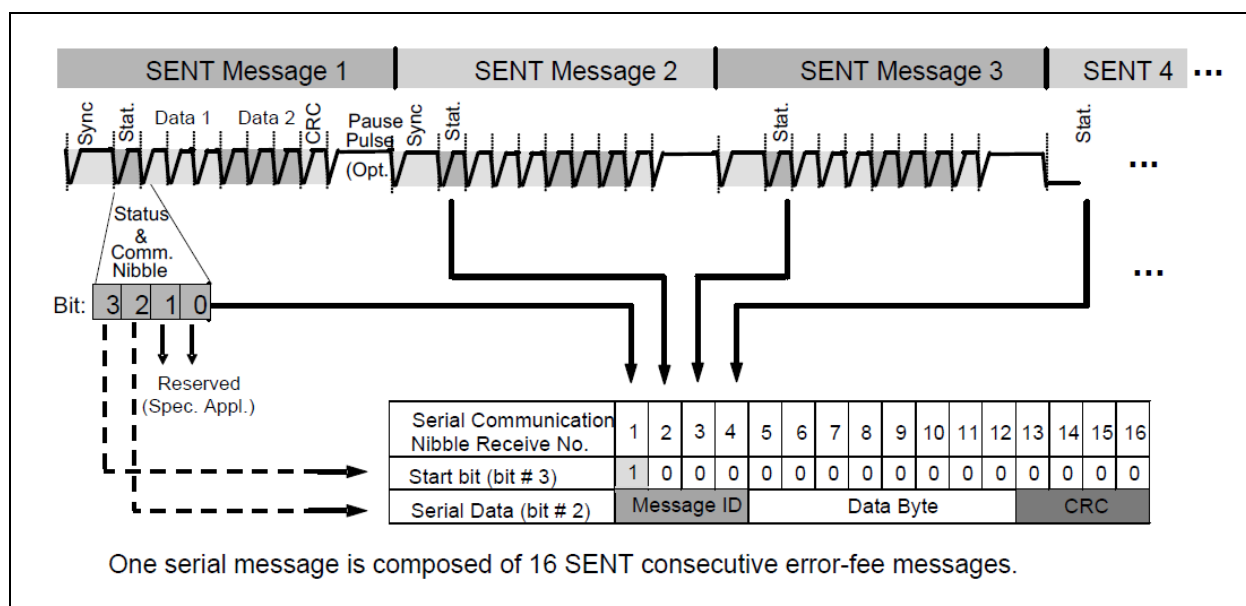 SENT Message 1 SENT Message 2 SENT Message 3 SENT 4 ...
Sync Stat. Data 1 Data 2 CRC Pause Pulse (Opt. Sync Stat. Stat. Stat.
...
Status
&
Comm.
Nibble
...
Bit: 3 2 1 0
Reserved
(Spec. Appl.)
Serial Communication
Nibble Receive No. 1 2 3 4 5 6 7 8 9 10 11 12 13 14 15 16
Start bit (bit # 3) 1 0 0 0 0 0 0 0 0 0 0 0 0 0 0 0
Serial Data (bit # 2) Message ID Data Byte CRC
One serial message is composed of 16 SENT consecutive error-fee messages.